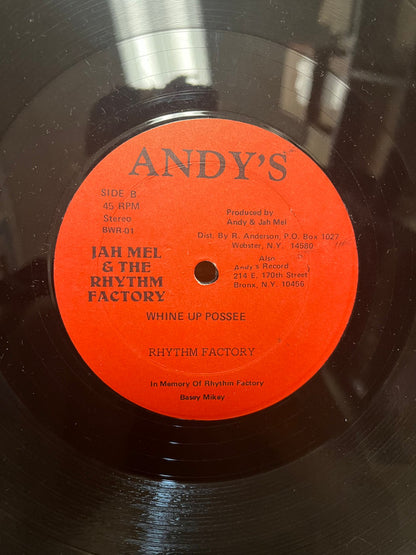 ANDY'S
SIDE B
45 RPM
Stereo
BWR-01
Produced by
Andy & Jah Mel
Dist. By R. Anderson, P.O. Box 1027
Webster, N.Y. 14580
Also
Andy's Record
214 E. 170th Street
Bronx, N.Y. 10456
JAH MEL
& THE
RHYTHM
FACTORY
WHINE UP POSSEE
RHYTHM FACTORY
In Memory Of Rhythm Factory
Basey Mikey